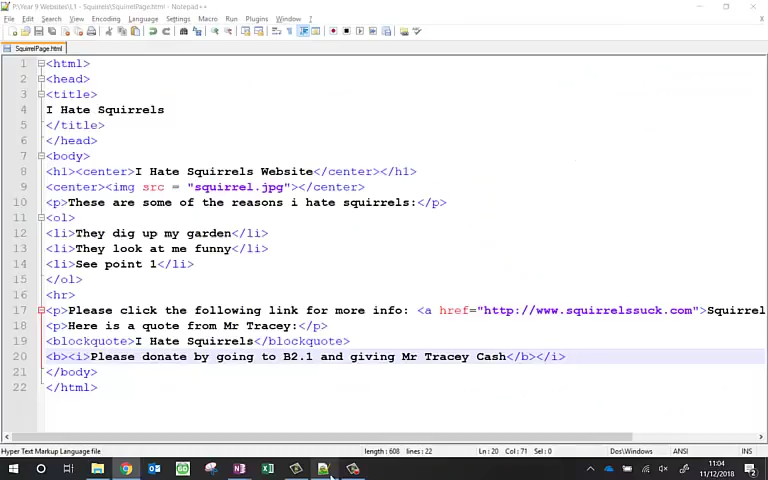 P:\Year 9 Websites\L1 - Squirrels\SquirrelPage.html - Notepad++
File Edit Search View Encoding Language Settings Macro Run Plugins Window ?
SquirrelPage.html
1 <html>
2 <head>
3 <title>
4 I Hate Squirrels
5 </title>
6 </head>
7 <body>
8 <h1><center>I Hate Squirrels Website</center></h1>
9 <center><img src = "squirrel.jpg"></center>
10 <p>These are some of the reasons i hate squirrels:</p>
11 <ol>
12 <li>They dig up my garden</li>
13 <li>They look at me funny</li>
14 <li>See point 1</li>
15 </ol>
16 <hr>
17 <p>Please click the following link for more info: <a href="http://www.squirrelssuck.com">Squirrel
18 <p>Here is a quote from Mr Tracey:</p>
19 <blockquote>I Hate Squirrels</blockquote>
20 <b><i>Please donate by going to B2.1 and giving Mr Tracey Cash</b></i>
21 </body>
22 </html>
Hyper Text Markup Language file length : 608 lines : 22 Ln : 20 Col : 71 Sel : 0 Dos\Windows ANSI INS
11:04
11/12/2018